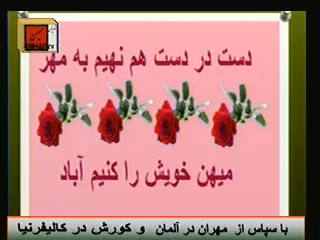 دست در دست هم نهیم به مهر
میهن خویش را کنیم آباد
با سپاس از مهران در آلمان و کورش در کالیفرنیا